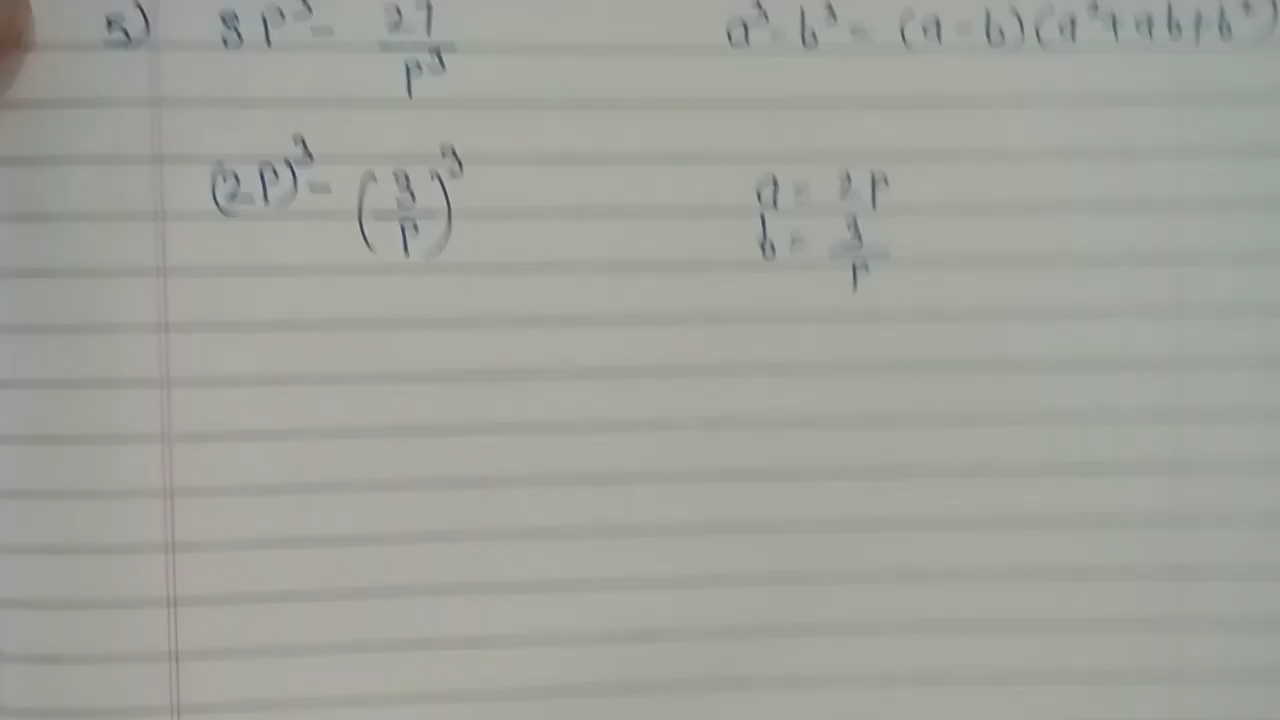 5) 8p³ - 27/p³
a³ - b³ = (a - b)(a² + ab + b²)
(2p)³ - (3/p)³
a = 2p
b = 3/p